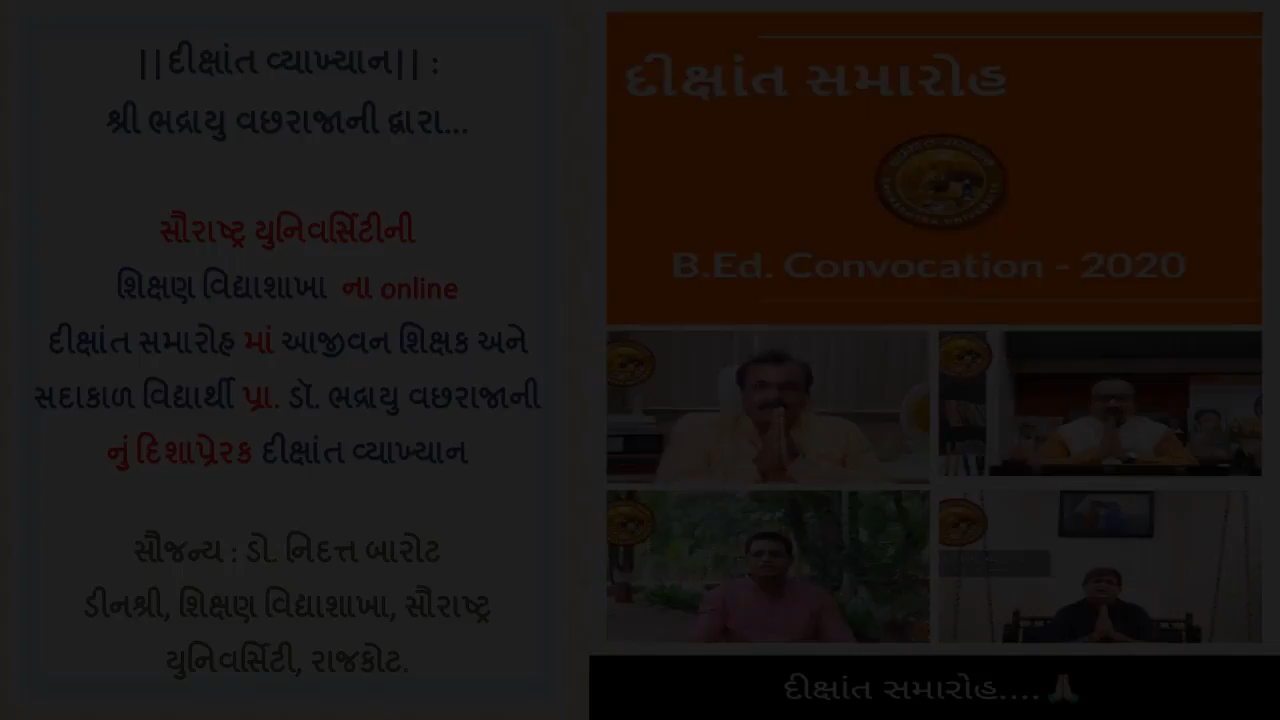 ||દીક્ષાંત વ્યાખ્યાન|| :
શ્રી ભદ્રાયુ વછરાજાની દ્વારા...
સૌરાષ્ટ્ર યુનિવર્સિટીની
શિક્ષણ વિદ્યાશાખા ના online
દીક્ષાંત સમારોહ માં આજીવન શિક્ષક અને
સદાકાળ વિદ્યાર્થી પ્રા. ડૉ. ભદ્રાયુ વછરાજાની
નું દિશાપ્રેરક દીક્ષાંત વ્યાખ્યાન
સૌજન્ય : ડો. નિદત્ત બારોટ
ડીનશ્રી, શિક્ષણ વિદ્યાશાખા, સૌરાષ્ટ્ર
યુનિવર્સિટી, રાજકોટ.
દીક્ષાંત સમારોહ
B.Ed. Convocation - 2020
દીક્ષાંત સમારોહ....🙏🏻